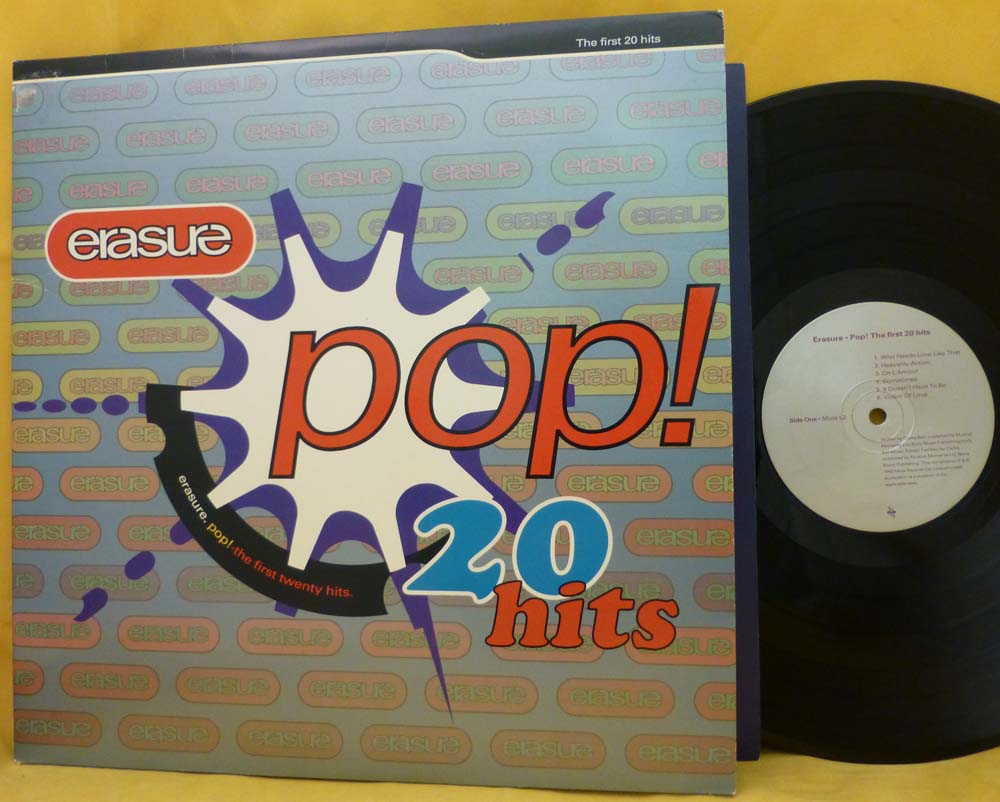 The first 20 hits
erasure
pop!
erasure. pop! the first twenty hits.
20
hits
Erasure • Pop! The first 20 hits
1. Who Needs Love Like That
2. Heavenly Action
3. Oh L'Amour
4. Sometimes
5. It Doesn't Have To Be
6. Victim Of Love
Side One • Mute L2